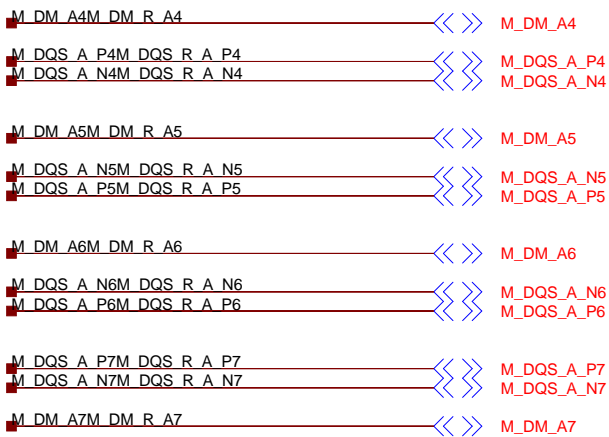 M_DM_A4M_DM_R_A4 M_DM_A4
M_DQS_A_P4M_DQS_R_A_P4 M_DQS_A_P4
M_DQS_A_N4M_DQS_R_A_N4 M_DQS_A_N4
M_DM_A5M_DM_R_A5 M_DM_A5
M_DQS_A_N5M_DQS_R_A_N5 M_DQS_A_N5
M_DQS_A_P5M_DQS_R_A_P5 M_DQS_A_P5
M_DM_A6M_DM_R_A6 M_DM_A6
M_DQS_A_N6M_DQS_R_A_N6 M_DQS_A_N6
M_DQS_A_P6M_DQS_R_A_P6 M_DQS_A_P6
M_DQS_A_P7M_DQS_R_A_P7 M_DQS_A_P7
M_DQS_A_N7M_DQS_R_A_N7 M_DQS_A_N7
M_DM_A7M_DM_R_A7 M_DM_A7